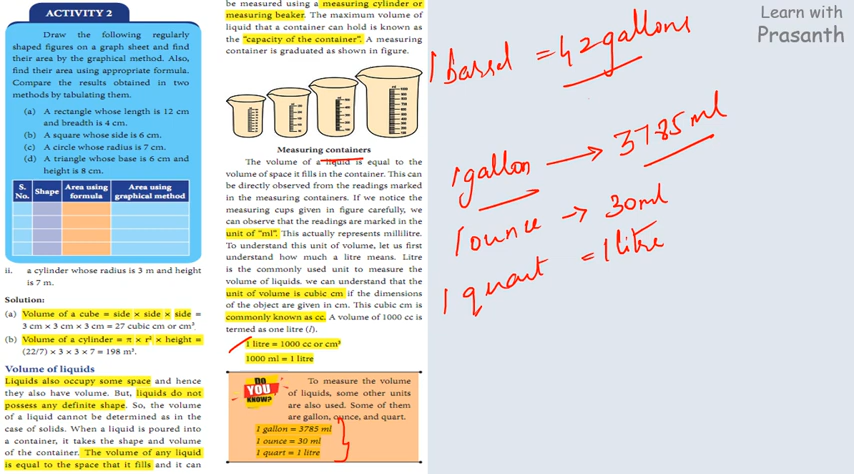 ACTIVITY 2
Draw the following regularly
shaped figures on a graph sheet and find
their area by the graphical method. Also,
find their area using appropriate formula.
Compare the results obtained in two
methods by tabulating them.
(a) A rectangle whose length is 12 cm
and breadth is 4 cm.
(b) A square whose side is 6 cm.
(c) A circle whose radius is 7 cm.
(d) A triangle whose base is 6 cm and
height is 8 cm.
S. No. Shape Area using formula Area using graphical method
ii. a cylinder whose radius is 3 m and height
is 7 m.
Solution:
(a) Volume of a cube = side × side × side =
3 cm × 3 cm × 3 cm = 27 cubic cm or cm³
(b) Volume of a cylinder = π × r² × height =
(22/7) × 3 × 3 × 7 = 198 m³.
Volume of liquids
Liquids also occupy some space and hence
they also have volume. But, liquids do not
possess any definite shape. So, the volume
of a liquid cannot be determined as in the
case of solids. When a liquid is poured into
a container, it takes the shape and volume
of the container. The volume of any liquid
is equal to the space that it fills and it can
be measured using a measuring cylinder or
measuring beaker. The maximum volume of
liquid that a container can hold is known as
the "capacity of the container". A measuring
container is graduated as shown in figure.
Measuring containers
The volume of a liquid is equal to the
volume of space it fills in the container. This can
be directly observed from the readings marked
in the measuring containers. If we notice the
measuring cups given in figure carefully, we
can observe that the readings are marked in the
unit of "ml". This actually represents millilitre.
To understand this unit of volume, let us first
understand how much a litre means. Litre
is the commonly used unit to measure the
volume of liquids. we can understand that the
unit of volume is cubic cm if the dimensions
of the object are given in cm. This cubic cm is
commonly known as cc. A volume of 1000 cc is
termed as one litre (l).
1 litre = 1000 cc or cm³
1000 ml = 1 litre
DO YOU KNOW?
To measure the volume
of liquids, some other units
are also used. Some of them
are gallon, ounce, and quart.
1 gallon = 3785 ml
1 ounce = 30 ml
1 quart = 1 litre
Learn with
Prasanth
1 barrel = 42 gallons
1 gallon → 3785 ml
1 ounce → 30ml
1 quart = 1 litre